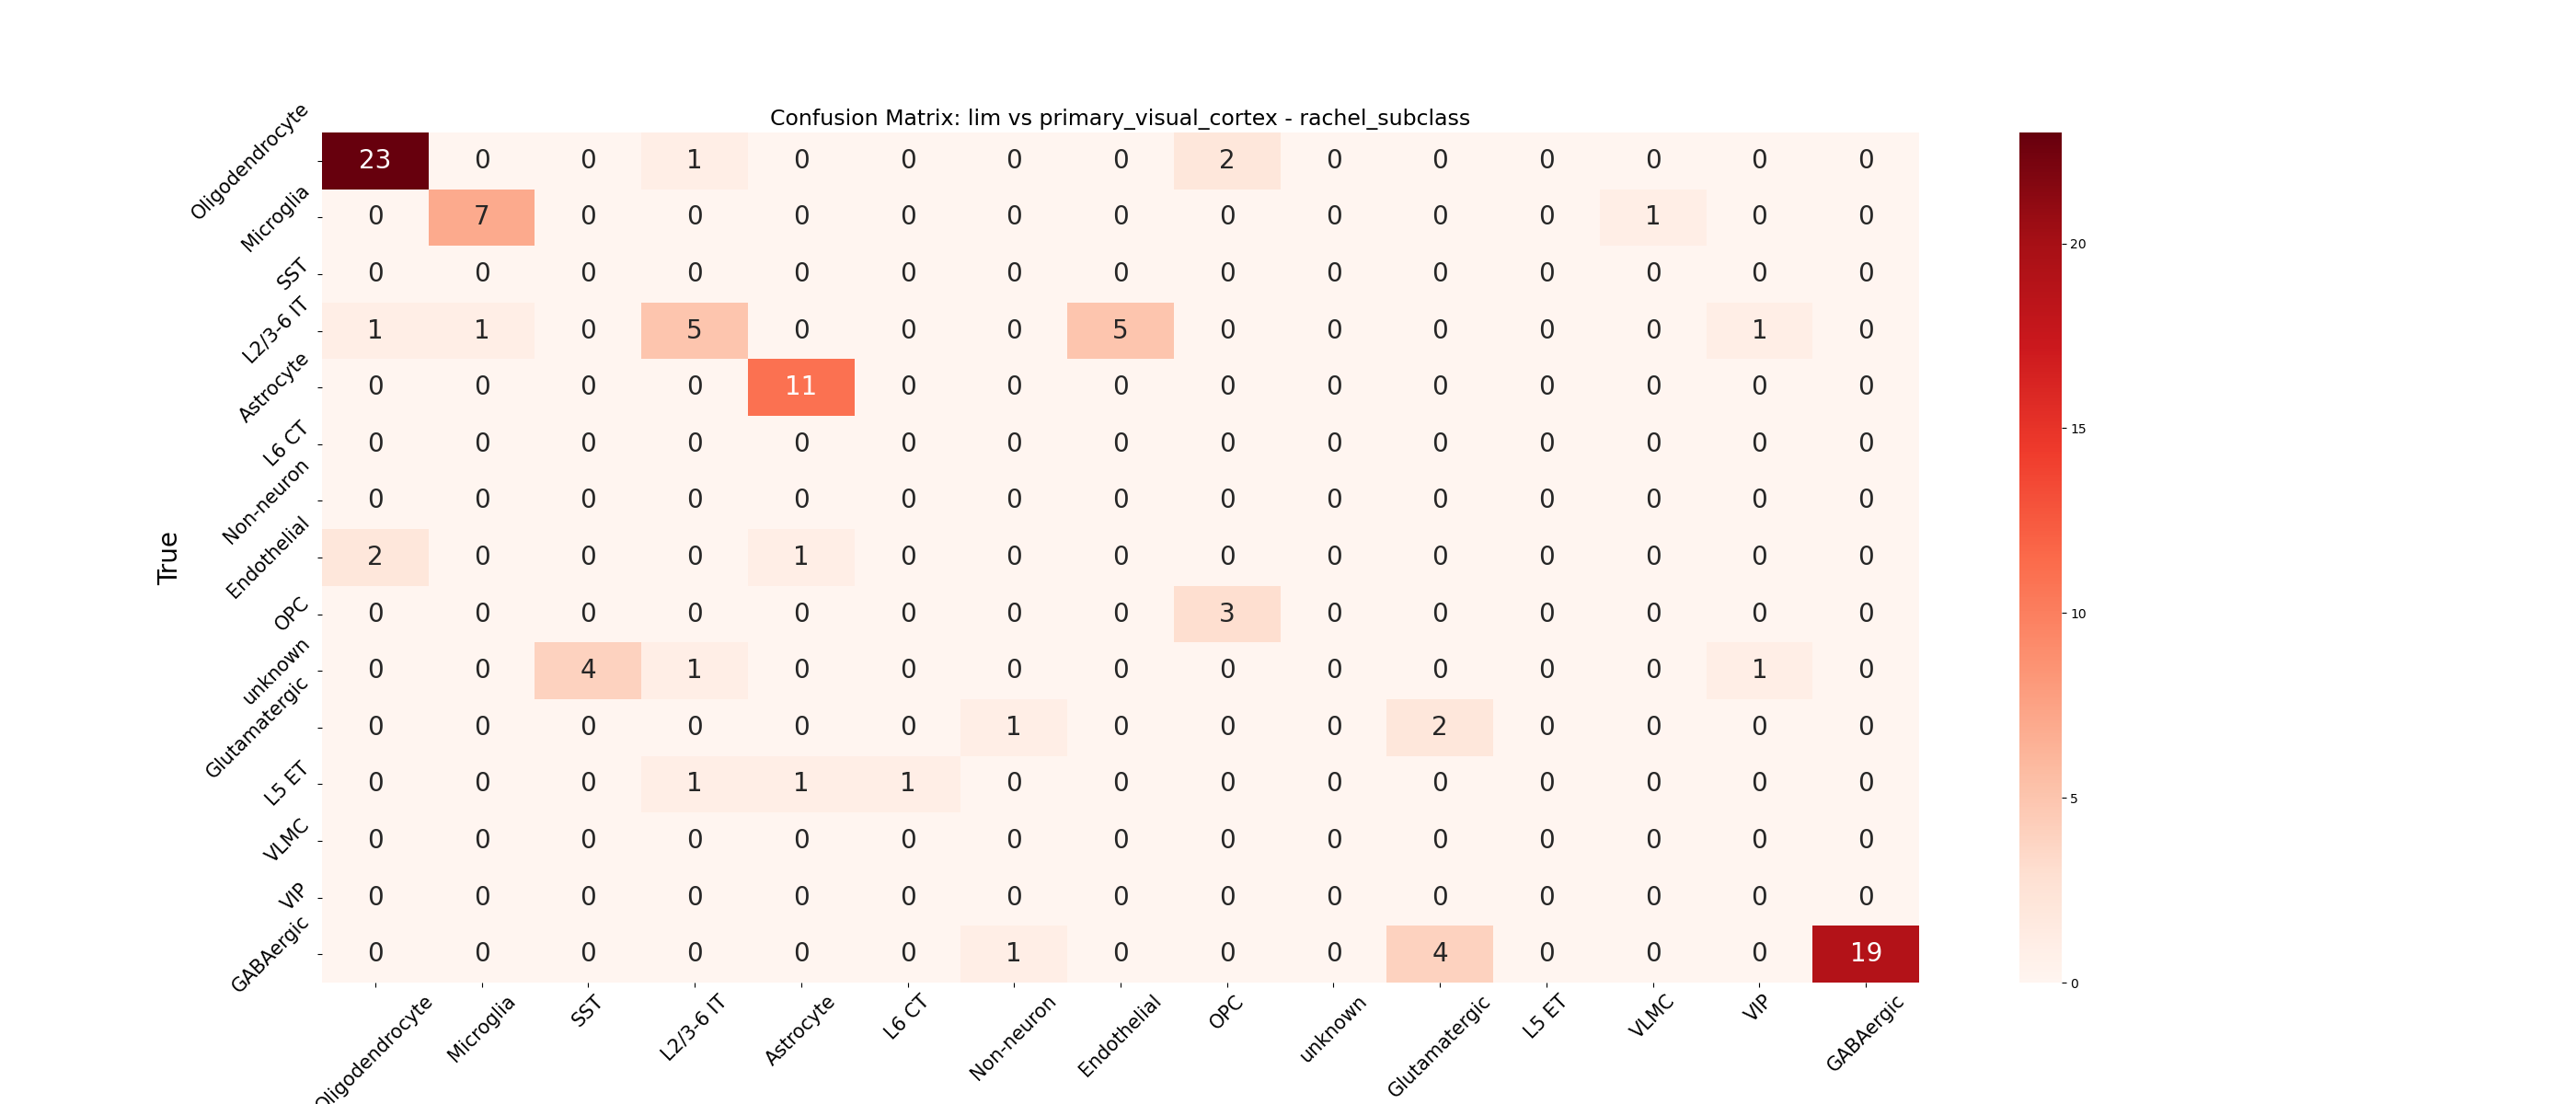 Confusion Matrix: lim vs primary_visual_cortex - rachel_subclass
True
Oligodendrocyte 23 0 0 1 0 0 0 0 2 0 0 0 0 0 0
Microglia 0 7 0 0 0 0 0 0 0 0 0 0 1 0 0
SST 0 0 0 0 0 0 0 0 0 0 0 0 0 0 0
L2/3-6 IT 1 1 0 5 0 0 0 5 0 0 0 0 0 1 0
Astrocyte 0 0 0 0 11 0 0 0 0 0 0 0 0 0 0
L6 CT 0 0 0 0 0 0 0 0 0 0 0 0 0 0 0
Non-neuron 0 0 0 0 0 0 0 0 0 0 0 0 0 0 0
Endothelial 2 0 0 0 1 0 0 0 0 0 0 0 0 0 0
OPC 0 0 0 0 0 0 0 0 3 0 0 0 0 0 0
unknown 0 0 4 1 0 0 0 0 0 0 0 0 0 1 0
Glutamatergic 0 0 0 0 0 0 1 0 0 0 2 0 0 0 0
L5 ET 0 0 0 1 1 1 0 0 0 0 0 0 0 0 0
VLMC 0 0 0 0 0 0 0 0 0 0 0 0 0 0 0
VIP 0 0 0 0 0 0 0 0 0 0 0 0 0 0 0
GABAergic 0 0 0 0 0 0 1 0 0 0 4 0 0 0 19
Oligodendrocyte Microglia SST L2/3-6 IT Astrocyte L6 CT Non-neuron Endothelial OPC unknown Glutamatergic L5 ET VLMC VIP GABAergic
20
15
10
5
0